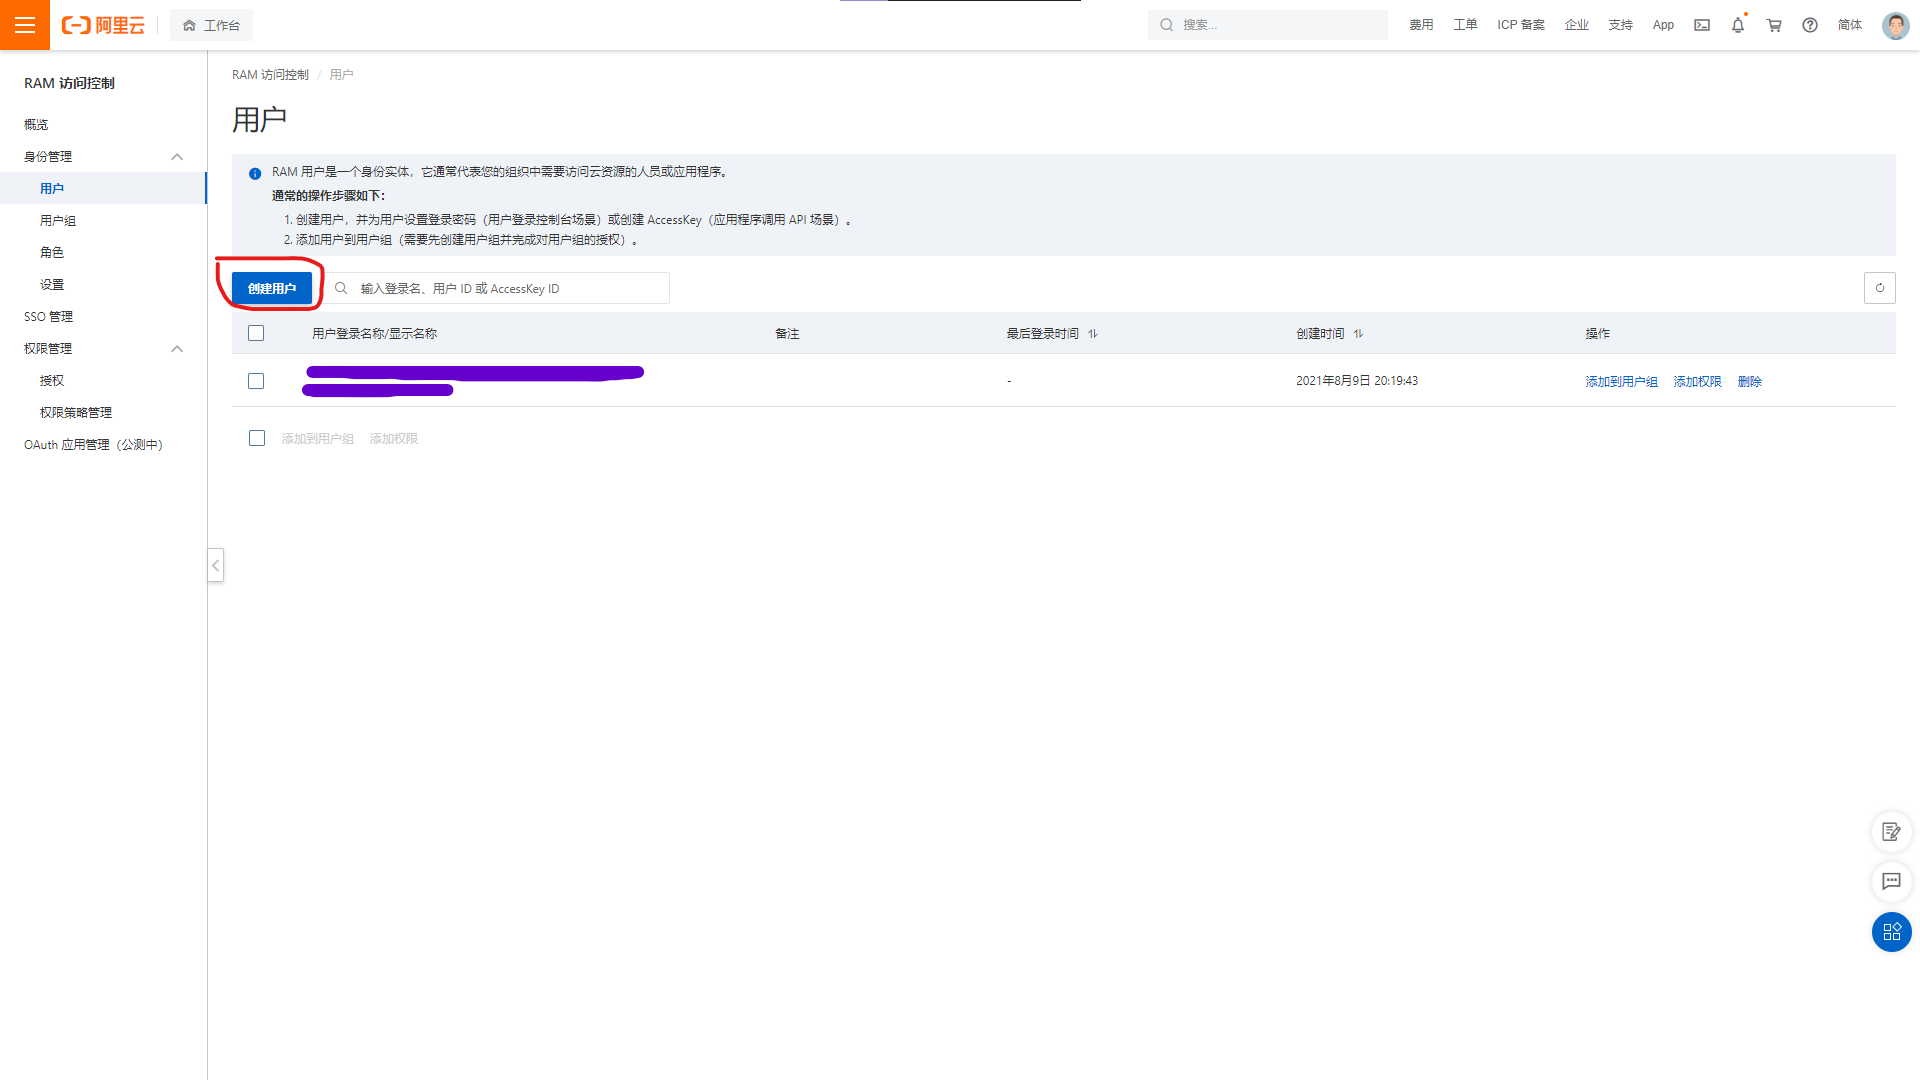 阿里云
工作台
搜索...
费用
工单
ICP 备案
企业
支持
App
简体
RAM 访问控制
概览
身份管理
用户
用户组
角色
设置
SSO 管理
权限管理
授权
权限策略管理
OAuth 应用管理（公测中）
RAM 访问控制 / 用户
用户
RAM 用户是一个身份实体，它通常代表您的组织中需要访问云资源的人员或应用程序。
通常的操作步骤如下：
1. 创建用户，并为用户设置登录密码（用户登录控制台场景）或创建 AccessKey（应用程序调用 API 场景）。
2. 添加用户到用户组（需要先创建用户组并完成对用户组的授权）。
创建用户
输入登录名、用户 ID 或 AccessKey ID
用户登录名称/显示名称
备注
最后登录时间
创建时间
操作
-
2021年8月9日 20:19:43
添加到用户组 添加权限 删除
添加到用户组 添加权限